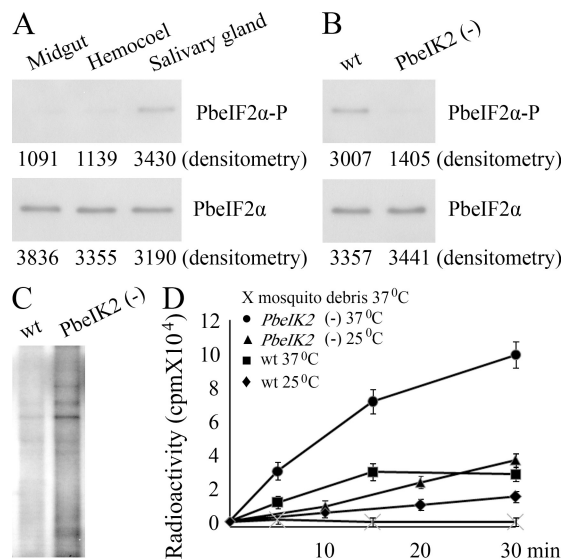 A
Midgut
Hemocoel
Salivary gland
PbeIF2α-P
1091 1139 3430 (densitometry)
PbeIF2α
3836 3355 3190 (densitometry)
B
wt
PbeIK2 (-)
PbeIF2α-P
3007 1405 (densitometry)
PbeIF2α
3357 3441 (densitometry)
C
wt
PbeIK2 (-)
D
X mosquito debris 37⁰C
PbeIK2 (-) 37⁰C
PbeIK2 (-) 25⁰C
wt 37⁰C
wt 25⁰C
Radioactivity (cpmX10⁴)
12
10
8
6
4
2
0
10 20 30 min